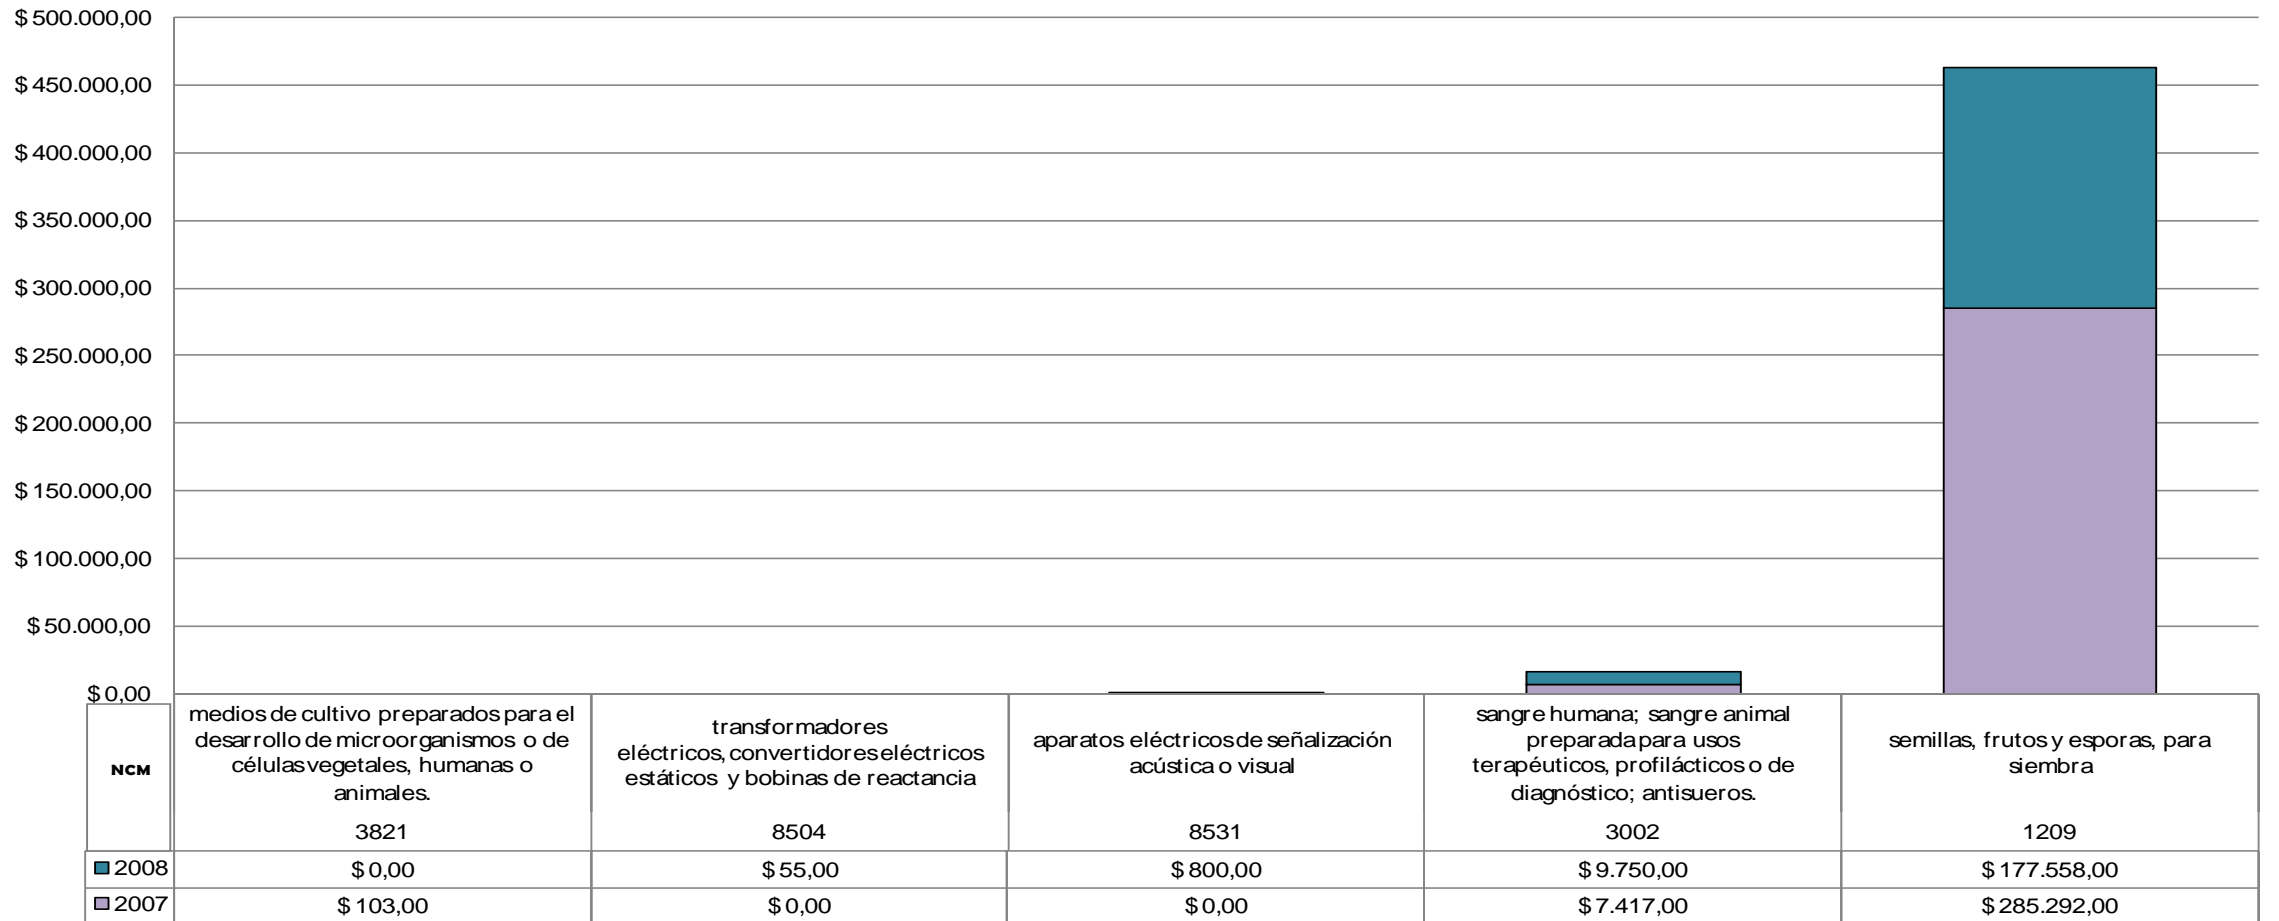 $ 500.000,00
$ 450.000,00
$ 400.000,00
$ 350.000,00
$ 300.000,00
$ 250.000,00
$ 200.000,00
$ 150.000,00
$ 100.000,00
$ 50.000,00
$ 0,00
NCM
medios de cultivo preparados para el
desarrollo de microorganismos o de
células vegetales, humanas o
animales.
3821
transformadores
eléctricos, convertidores eléctricos
estáticos y bobinas de reactancia
8504
aparatos eléctricos de señalización
acústica o visual
8531
sangre humana; sangre animal
preparada para usos
terapéuticos, profilácticos o de
diagnóstico; antisueros.
3002
semillas, frutos y esporas, para
siembra
1209
2008 $ 0,00 $ 55,00 $ 800,00 $ 9.750,00 $ 177.558,00
2007 $ 103,00 $ 0,00 $ 0,00 $ 7.417,00 $ 285.292,00